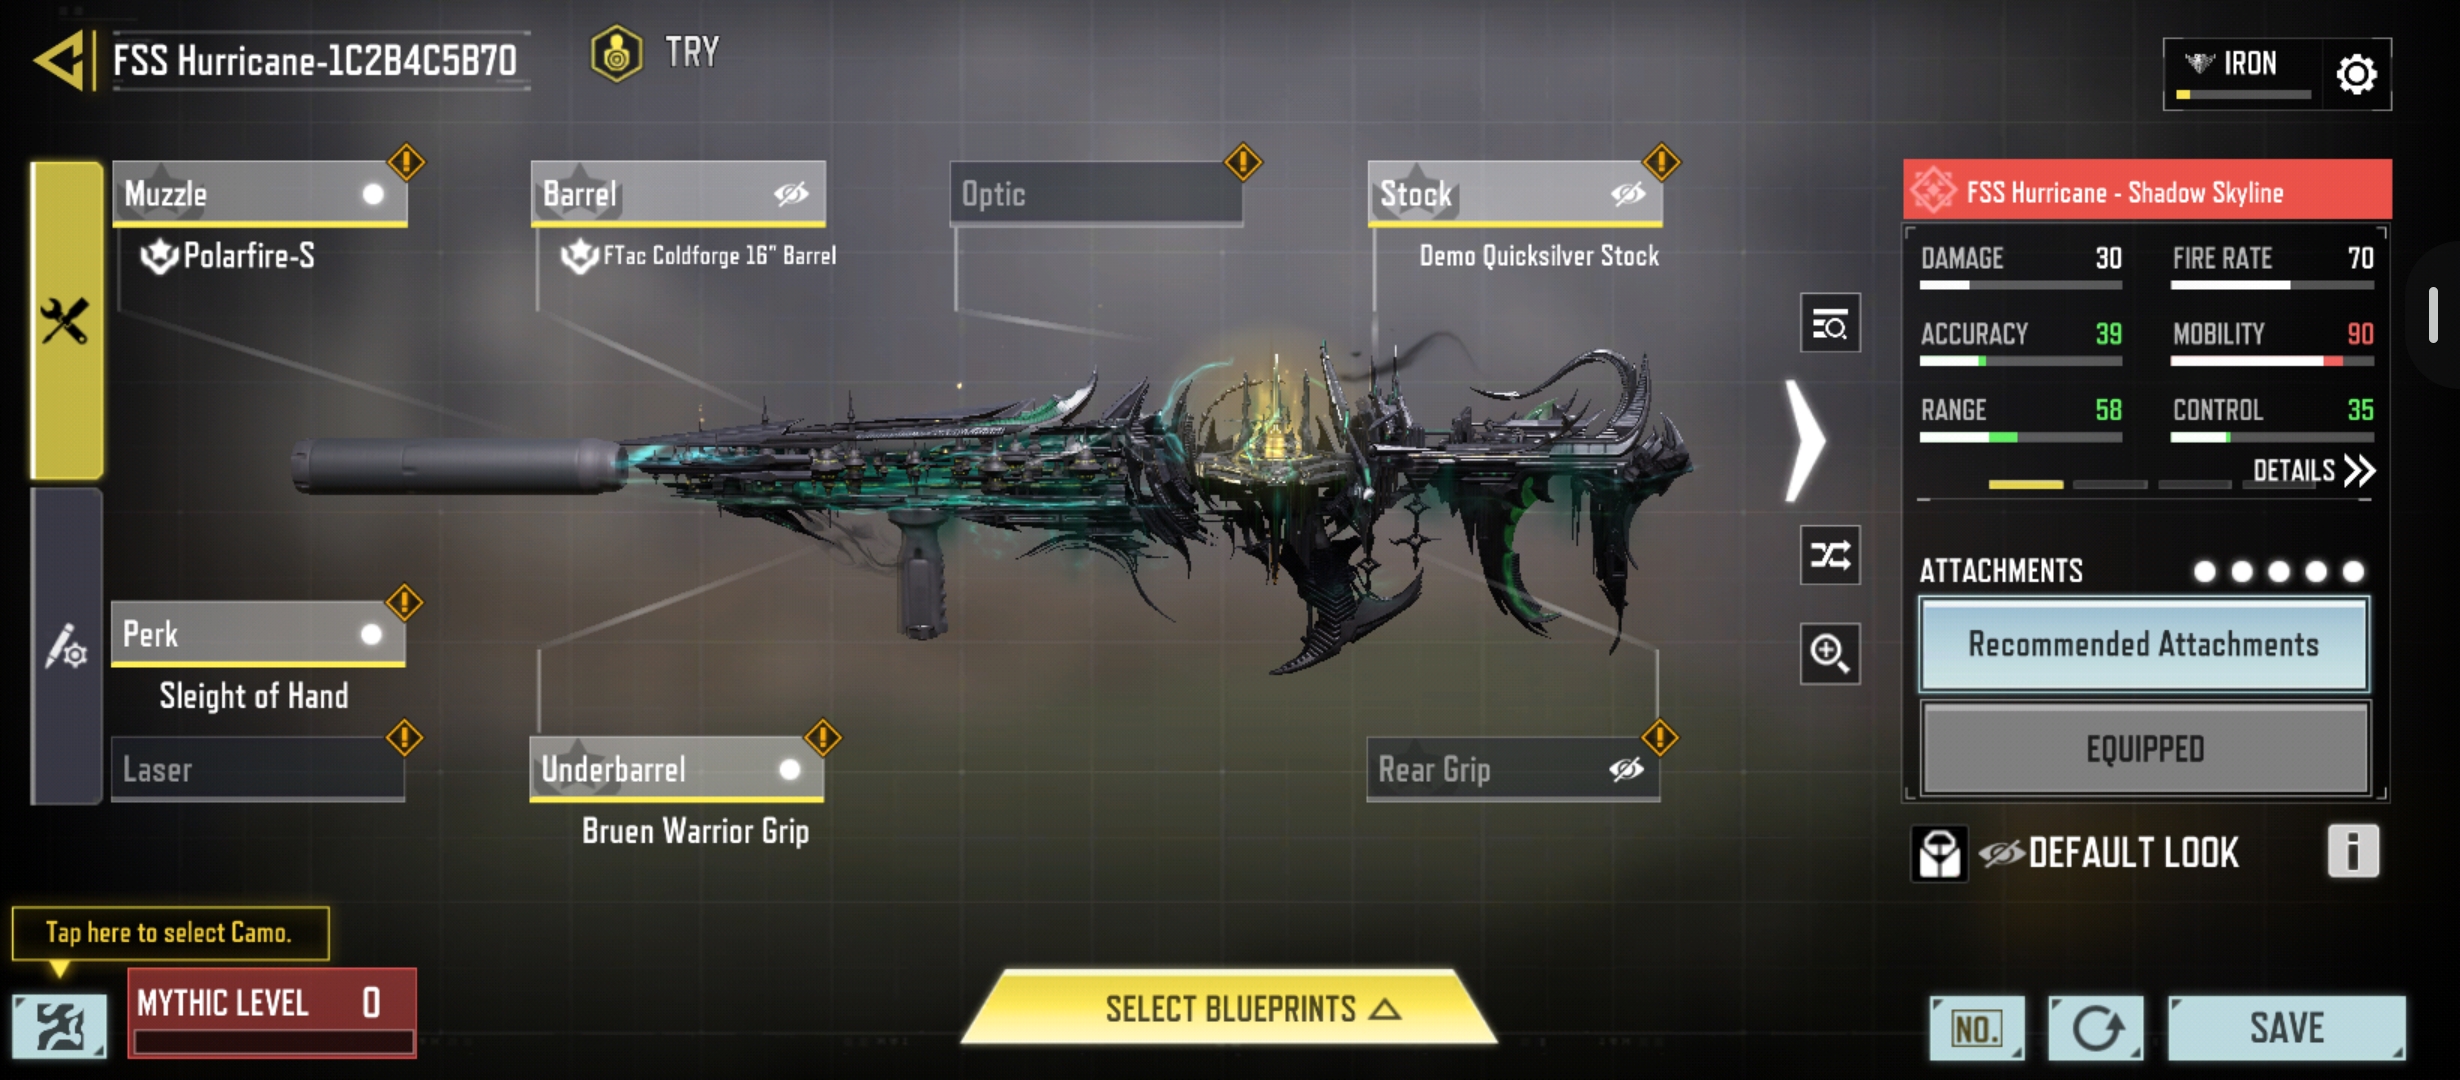 FSS Hurricane-1C2B4C5B70
TRY
IRON
Muzzle
Polarfire-S
Barrel
FTac Coldforge 16" Barrel
Optic
Stock
Demo Quicksilver Stock
FSS Hurricane - Shadow Skyline
DAMAGE 30
FIRE RATE 70
ACCURACY 39
MOBILITY 90
RANGE 58
CONTROL 35
DETAILS
ATTACHMENTS
Recommended Attachments
EQUIPPED
DEFAULT LOOK
i
Perk
Sleight of Hand
Laser
Underbarrel
Bruen Warrior Grip
Rear Grip
Tap here to select Camo.
MYTHIC LEVEL 0
SELECT BLUEPRINTS
NO.
SAVE